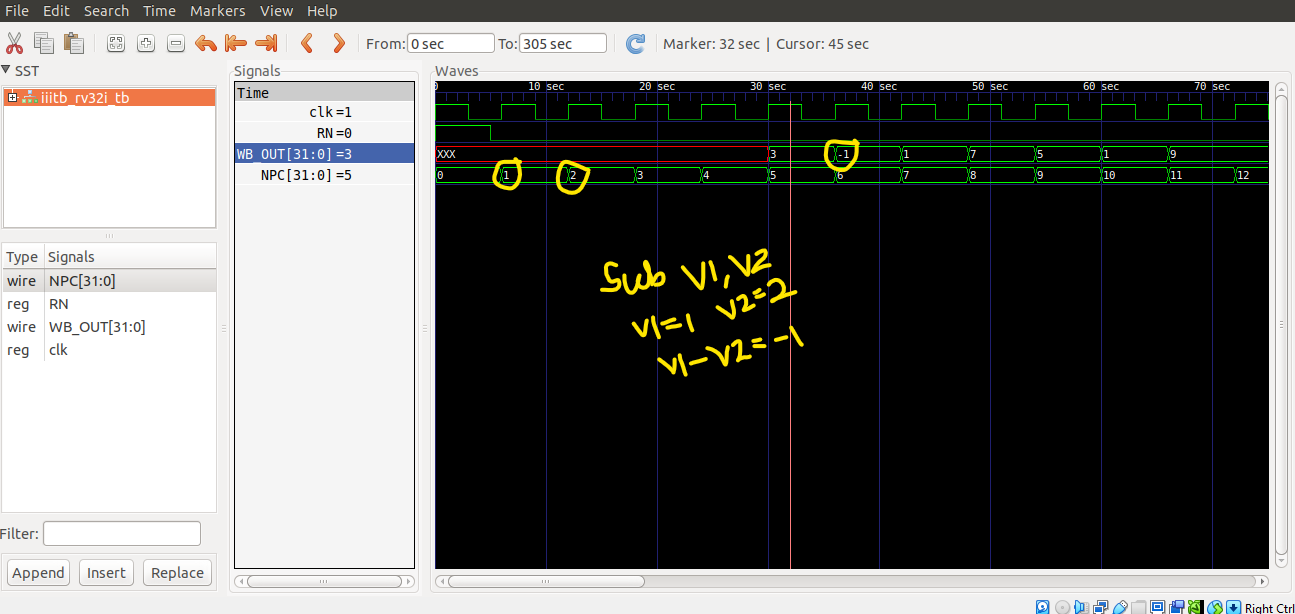 File Edit Search Time Markers View Help
From: 0 sec To: 305 sec Marker: 32 sec | Cursor: 45 sec
SST
iiitb_rv32i_tb
Type Signals
wire NPC[31:0]
reg RN
wire WB_OUT[31:0]
reg clk
Filter:
Append Insert Replace
Signals
Time
clk =1
RN =0
WB_OUT[31:0] =3
NPC[31:0] =5
Waves
0 10 sec 20 sec 30 sec 40 sec 50 sec 60 sec 70 sec
XXX 3 -1 1 7 5 1 9
0 1 2 3 4 5 6 7 8 9 10 11 12
Sub V1, V2
V1=1 V2=2
V1-V2=-1
Right Ctrl